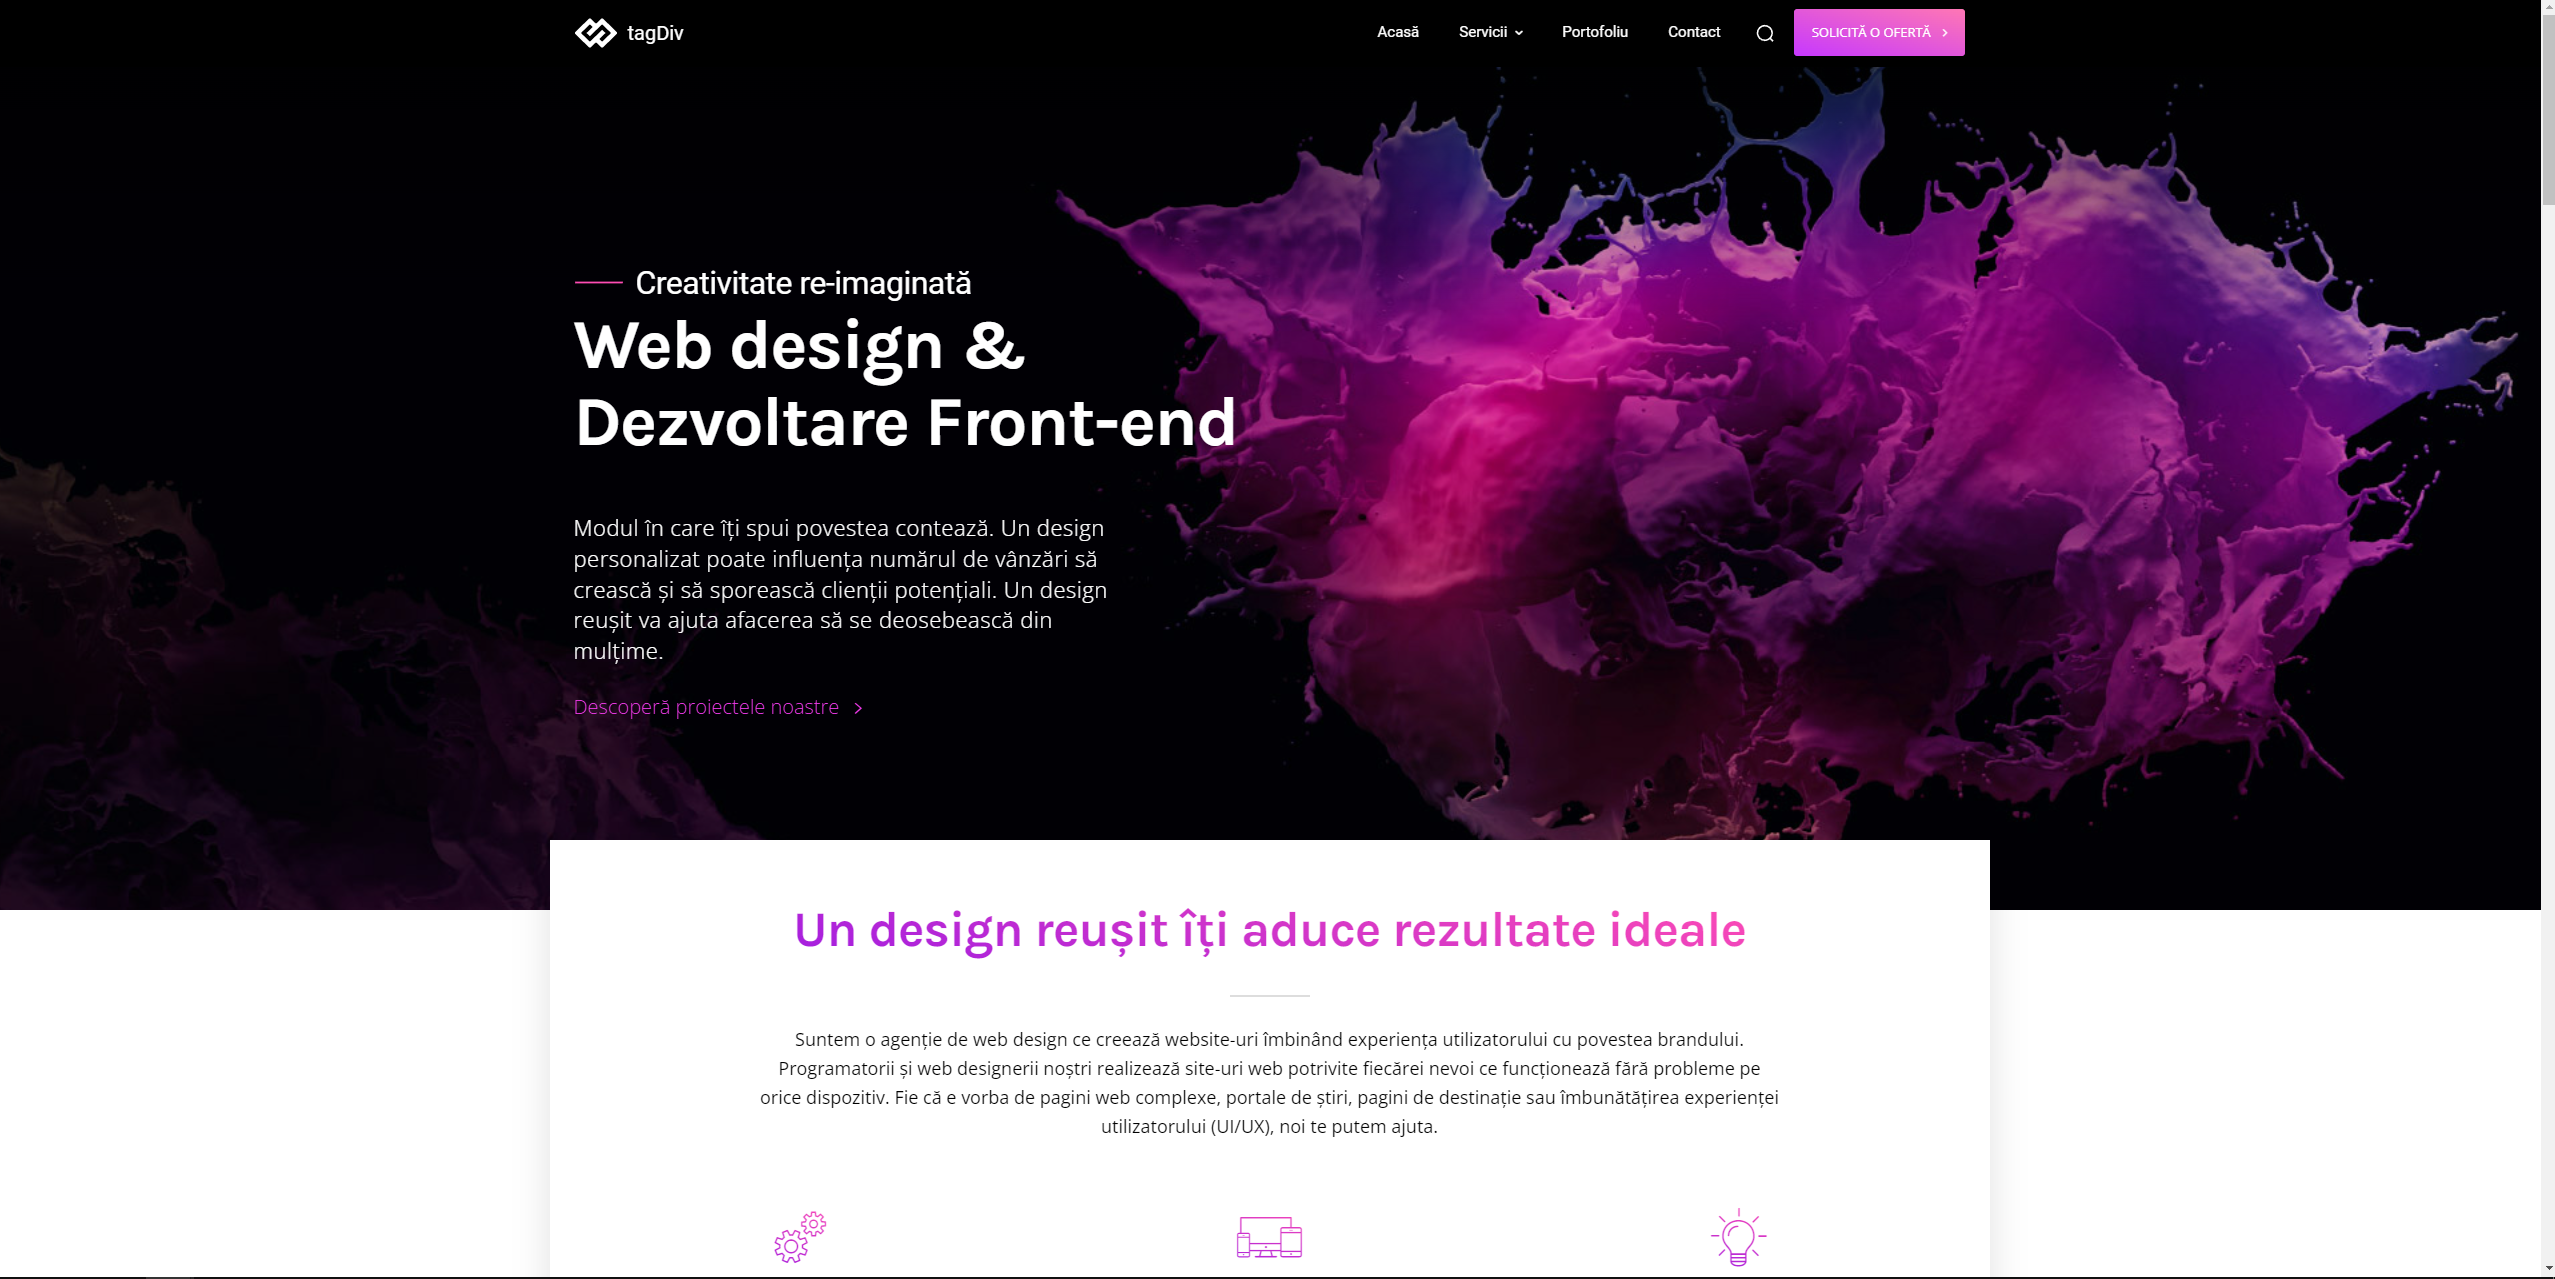 tagDiv
Acasă
Servicii
Portofoliu
Contact
SOLICITĂ O OFERTĂ
Creativitate re-imaginată
Web design &
Dezvoltare Front-end
Modul în care îți spui povestea contează. Un design
personalizat poate influența numărul de vânzări să
crească și să sporească clienții potențiali. Un design
reușit va ajuta afacerea să se deosebească din
mulțime.
Descoperă proiectele noastre
Un design reușit îți aduce rezultate ideale
Suntem o agenție de web design ce creează website-uri îmbinând experiența utilizatorului cu povestea brandului.
Programatorii și web designerii noștri realizează site-uri web potrivite fiecărei nevoi ce funcționează fără probleme pe
orice dispozitiv. Fie că e vorba de pagini web complexe, portale de știri, pagini de destinație sau îmbunătățirea experienței
utilizatorului (UI/UX), noi te putem ajuta.